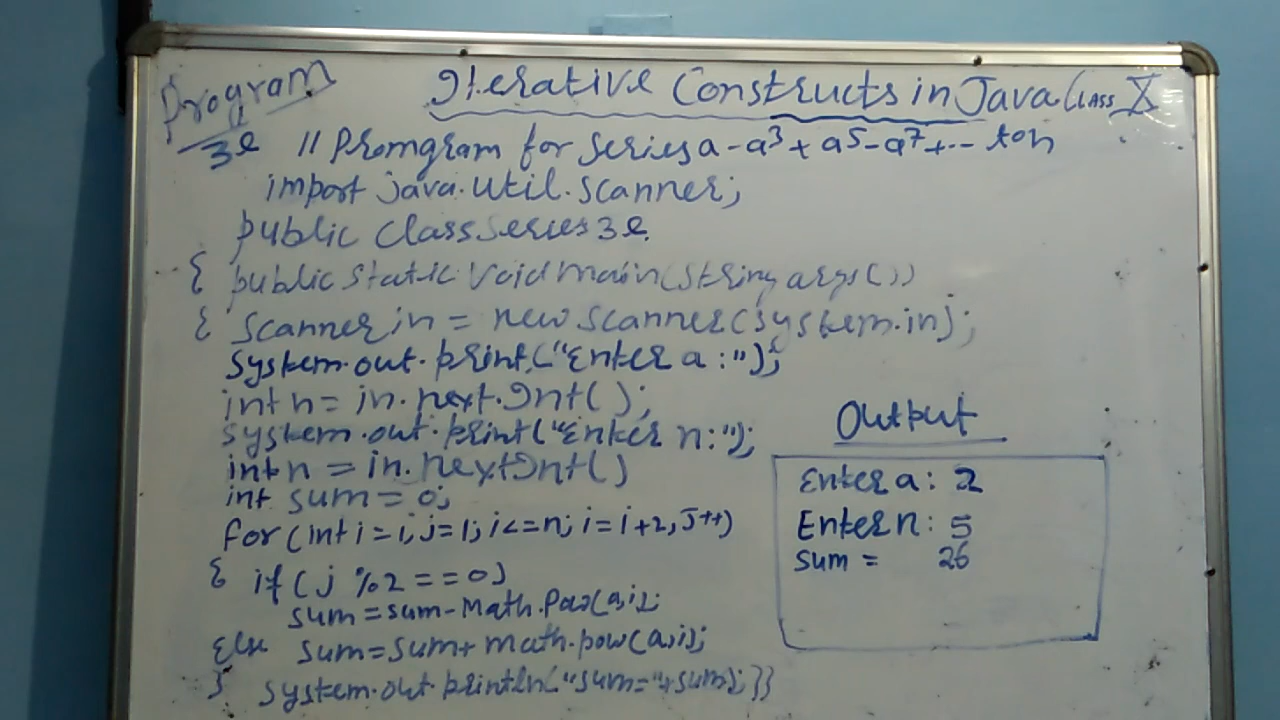 Program
3e
Iterative Constructs in Java Class X
// Promgram for series a - a³ + a⁵ - a⁷ + -- to n
import java.util.scanner;
public class series 3e
{ public static void main(string args())
{ scanner in = new scanner(system.in);
system.out.print("Enter a:");
int n = in.next.Int();
system.out.print("Enter n:");
int n = in.nextInt()
int sum = 0;
for (int i = 1, j = 1; i <= n; i = i + 2, J++)
{ if (j % 2 == 0)
sum = sum - Math.Pow(a,i);
Else sum = sum + math.pow(a,i);
} system.out.println("sum="+sum); }}
Output
Enter a: 2
Enter n: 5
sum = 26